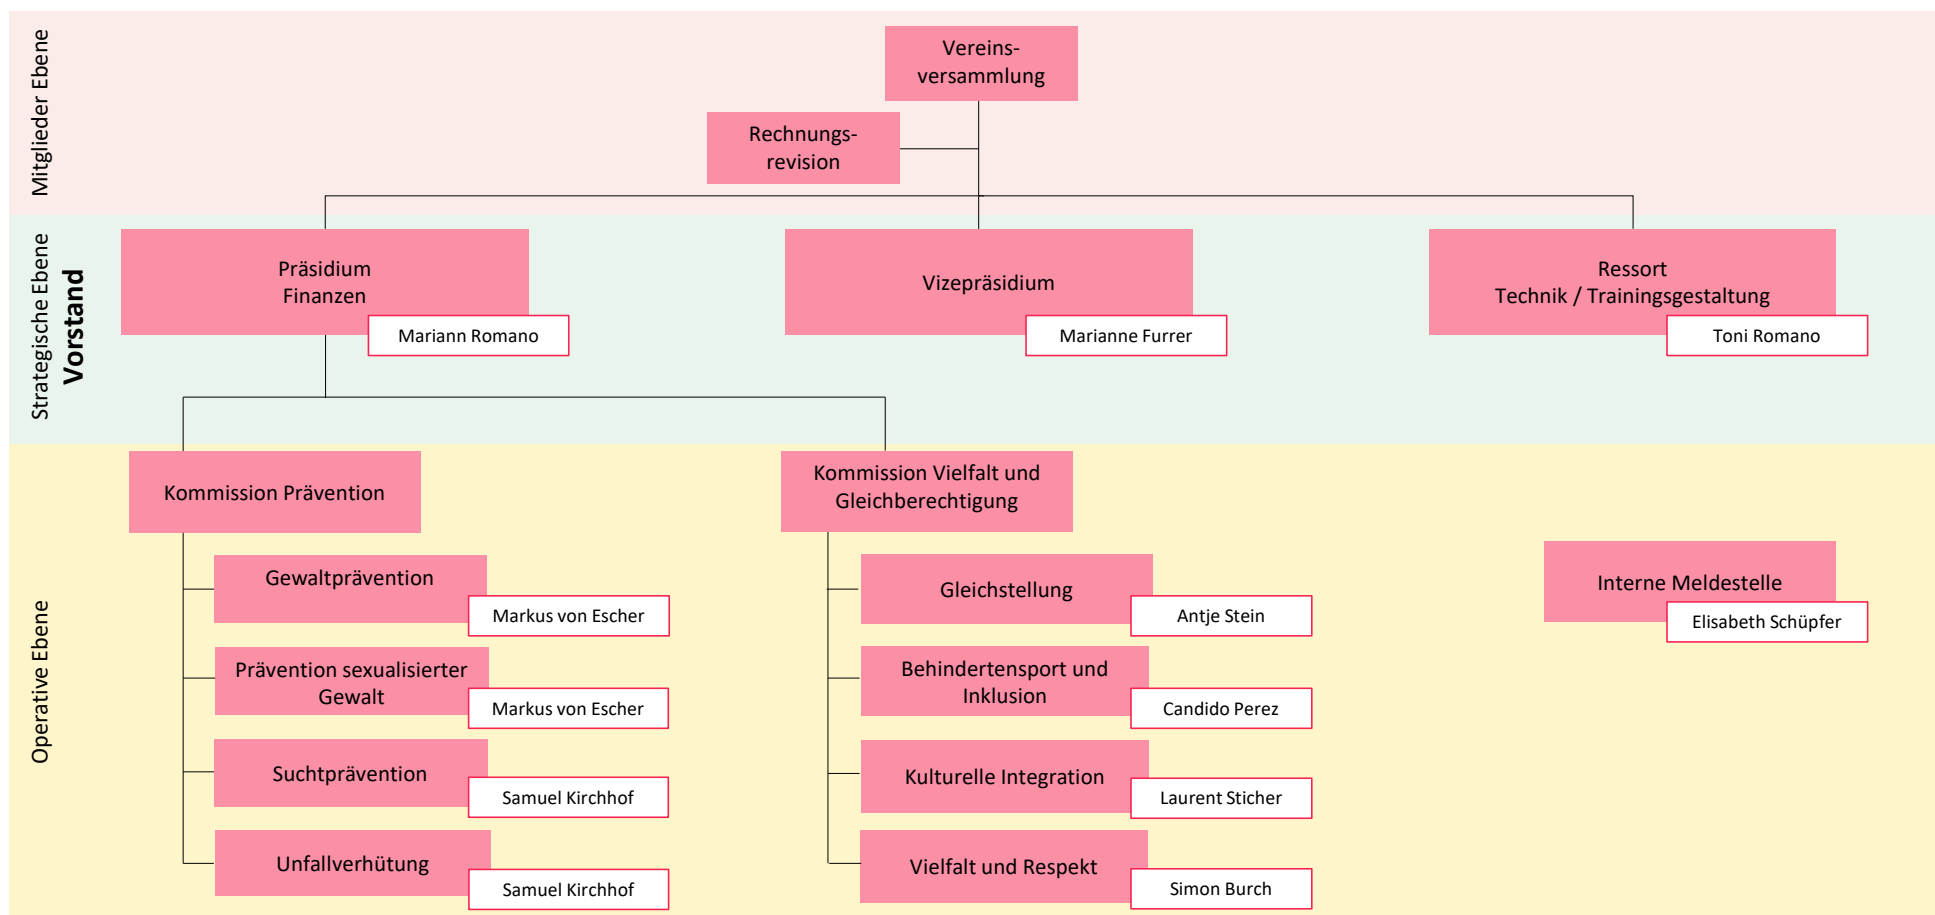 Mitglieder Ebene
Vereins-
versammlung
Rechnungs-
revision
Strategische Ebene
Vorstand
Präsidium
Finanzen
Mariann Romano
Vizepräsidium
Marianne Furrer
Ressort
Technik / Trainingsgestaltung
Toni Romano
Operative Ebene
Kommission Prävention
Gewaltprävention
Markus von Escher
Prävention sexualisierter
Gewalt
Markus von Escher
Suchtprävention
Samuel Kirchhof
Unfallverhütung
Samuel Kirchhof
Kommission Vielfalt und
Gleichberechtigung
Gleichstellung
Antje Stein
Behindertensport und
Inklusion
Candido Perez
Kulturelle Integration
Laurent Sticher
Vielfalt und Respekt
Simon Burch
Interne Meldestelle
Elisabeth Schüpfer